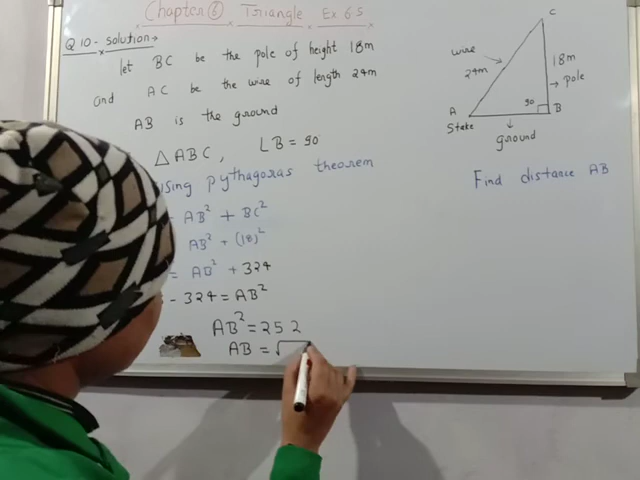 Chapter 6 Triangle Ex 6.5
Q 10 - solution →
let BC be the pole of height 18m
and AC be the wire of length 24m
AB is the ground
△ABC, ∠B = 90
using pythagoras theorem
AB² + BC²
AB² + (18)²
= AB² + 324
- 324 = AB²
AB² = 252
AB = √
C
wire
24m
18m
→ pole
A
90
B
Stake
ground
Find distance AB